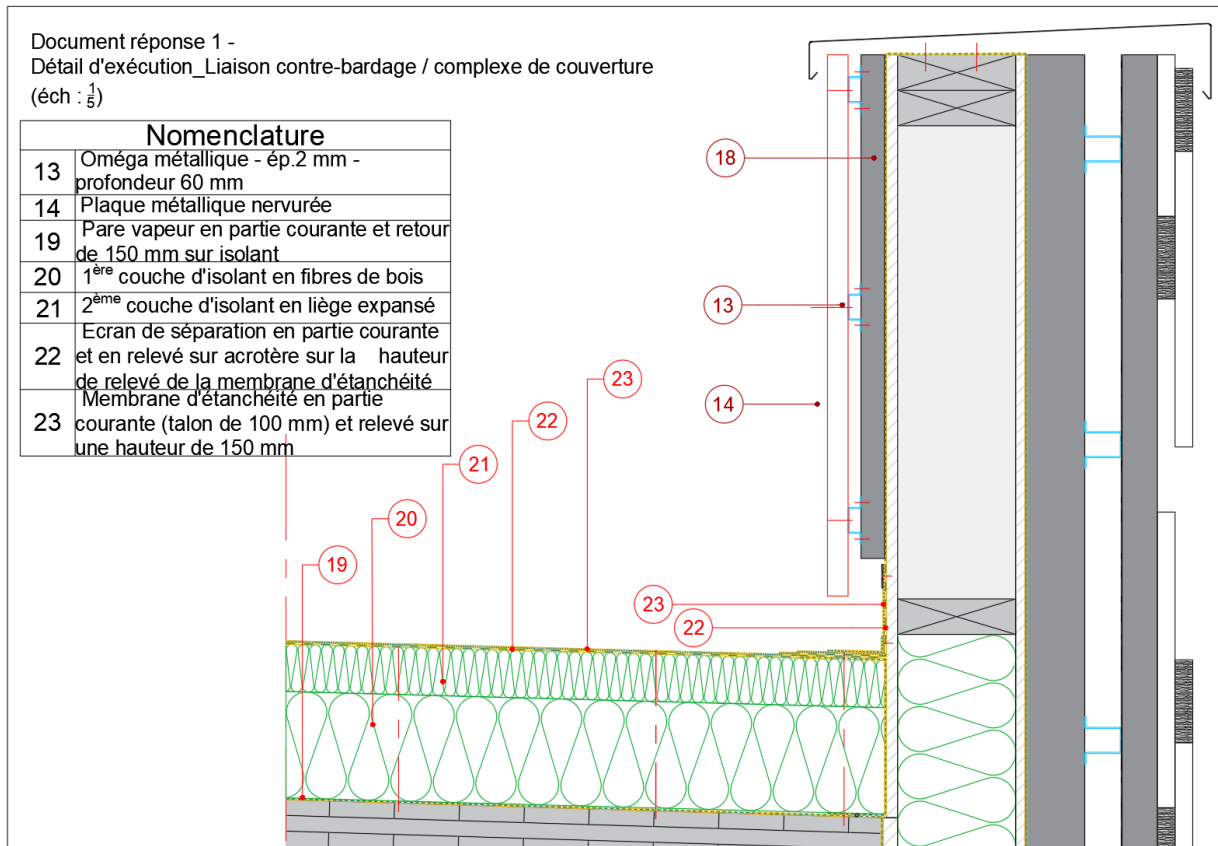 Document réponse 1 -
Détail d'exécution_Liaison contre-bardage / complexe de couverture
(éch : 1/5)
Nomenclature
13 Oméga métallique - ép.2 mm -
profondeur 60 mm
14 Plaque métallique nervurée
19 Pare vapeur en partie courante et retour
de 150 mm sur isolant
20 1ère couche d'isolant en fibres de bois
21 2ème couche d'isolant en liège expansé
22 Ecran de séparation en partie courante
et en relevé sur acrotère sur la hauteur
de relevé de la membrane d'étanchéité
23 Membrane d'étanchéité en partie
courante (talon de 100 mm) et relevé sur
une hauteur de 150 mm
18
13
14
23
22
21
20
19
23
22